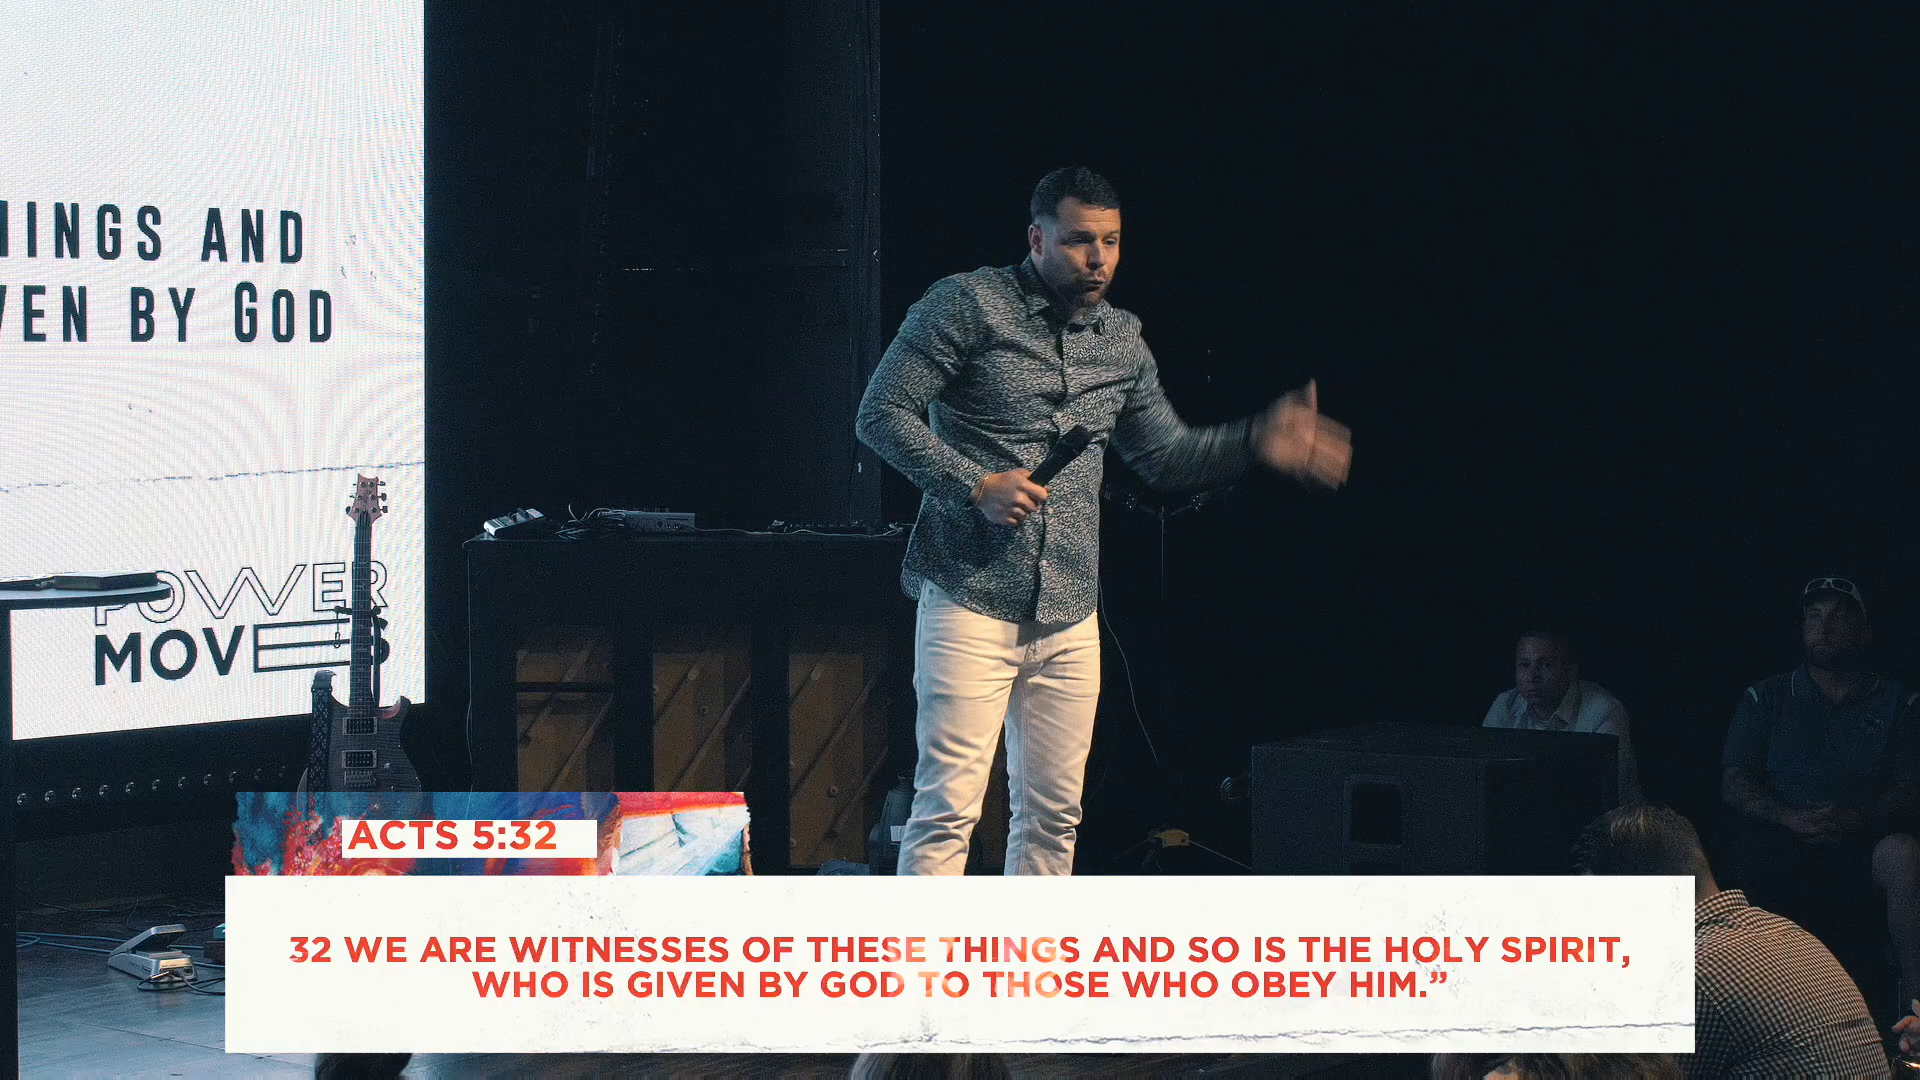 HINGS AND
VEN BY GOD
POWER
MOVES
ACTS 5:32
32 WE ARE WITNESSES OF THESE THINGS AND SO IS THE HOLY SPIRIT,
WHO IS GIVEN BY GOD TO THOSE WHO OBEY HIM.”